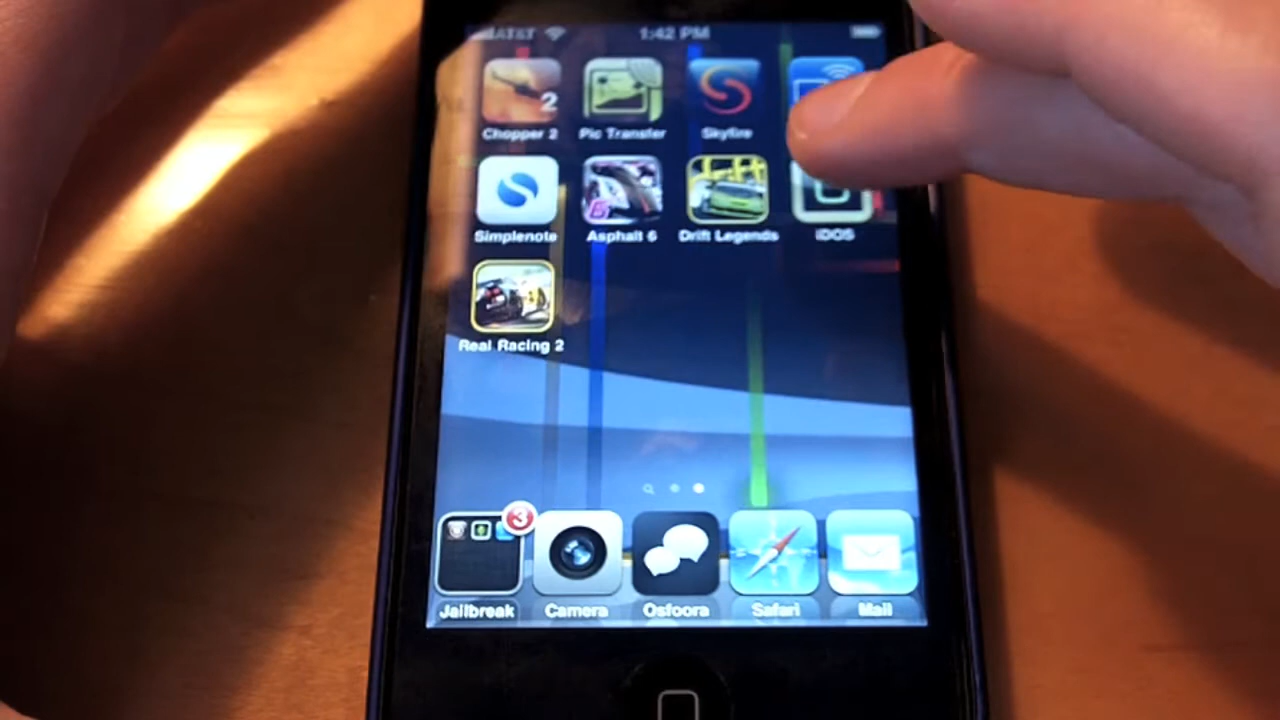 AT&T 1:42 PM
2
Chopper 2 Pic Transfer Skyfire
Simplenote Asphalt 6 Drift Legends iDOS
Real Racing 2
3
Jailbreak Camera Osfoora Safari Mail